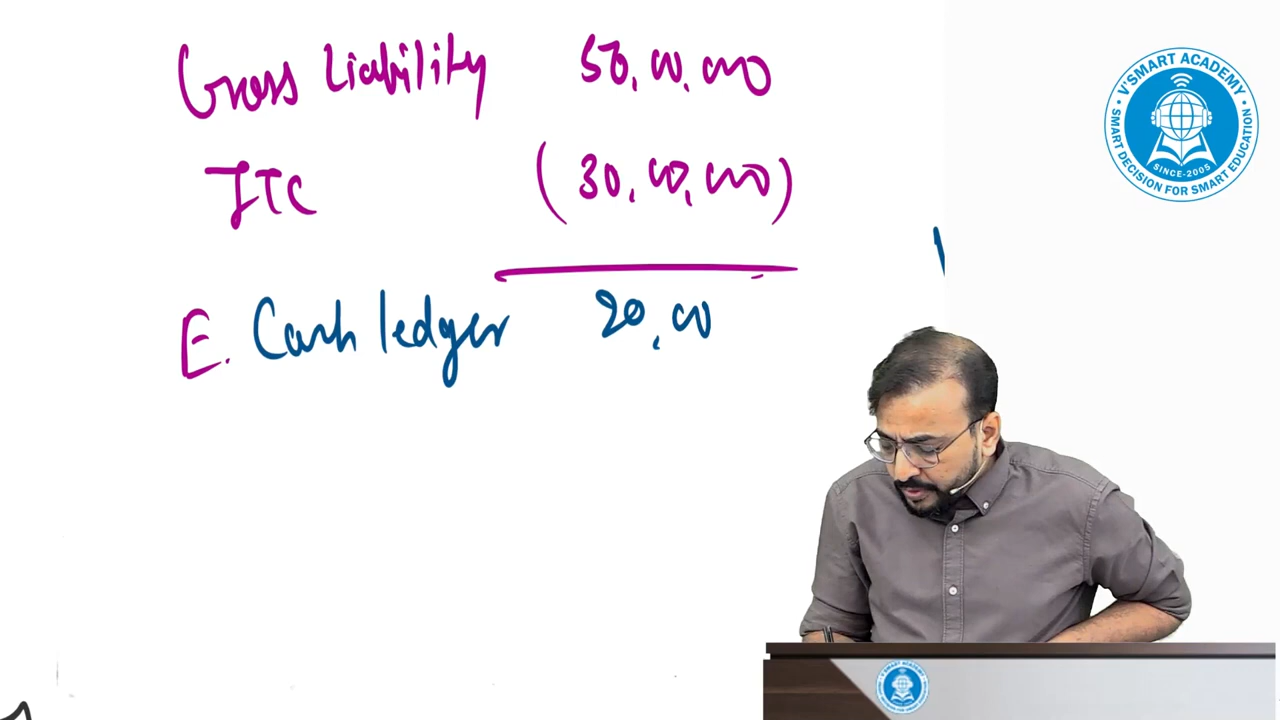 Gross Liability 50,00,000
ITC (30,00,000)
E. Cash ledger 20,00
V'SMART ACADEMY
SINCE-2005
SMART DECISION FOR SMART EDUCATION